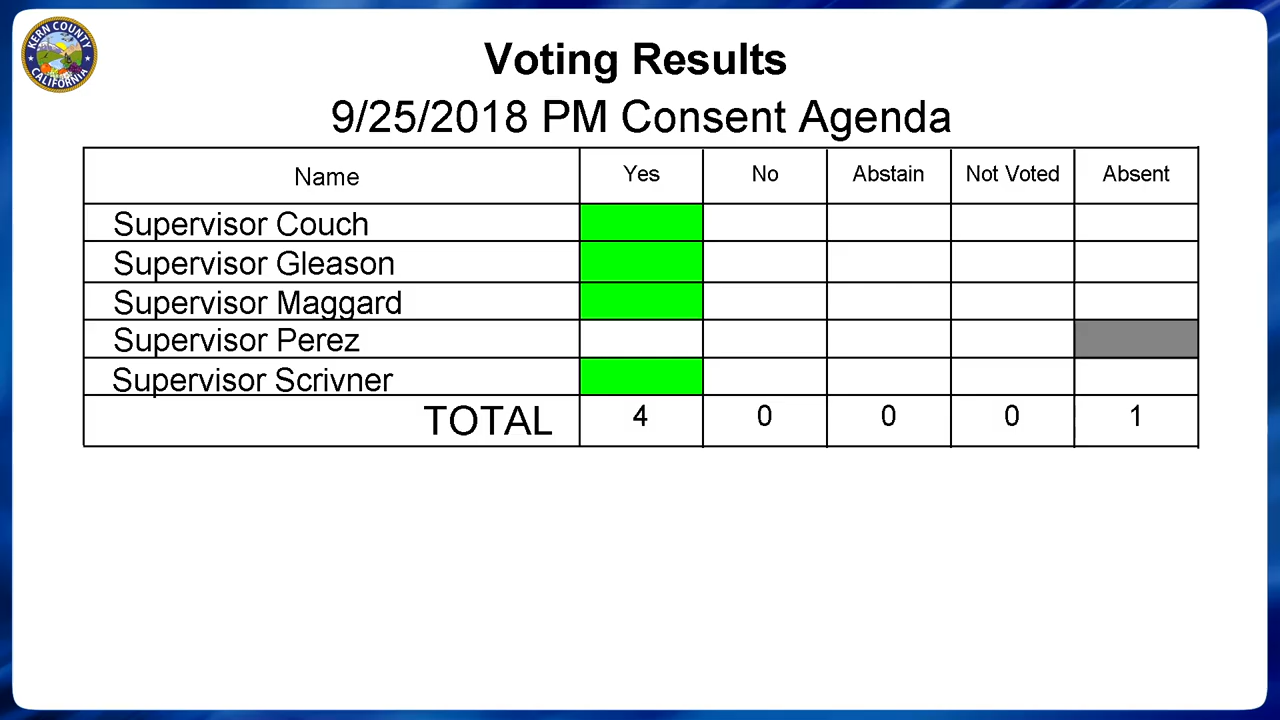 KERN COUNTY
CALIFORNIA
Voting Results
9/25/2018 PM Consent Agenda
Name Yes No Abstain Not Voted Absent
Supervisor Couch
Supervisor Gleason
Supervisor Maggard
Supervisor Perez
Supervisor Scrivner
TOTAL 4 0 0 0 1